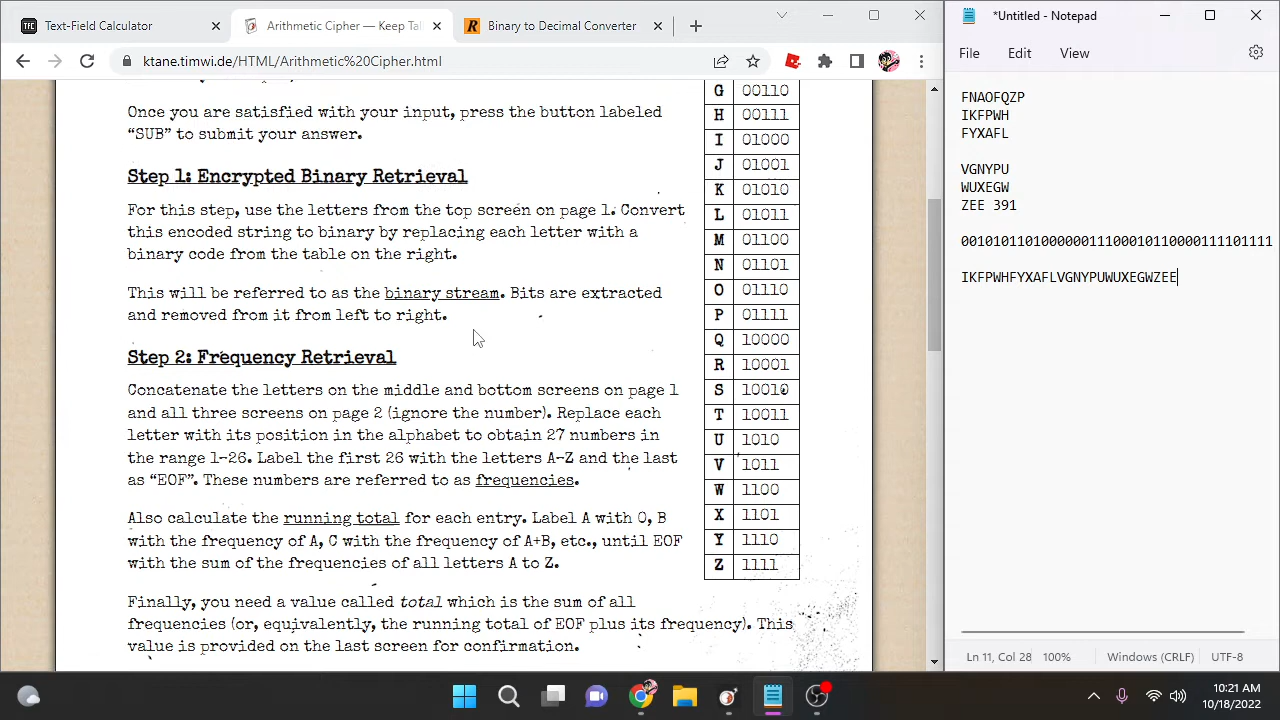 Text-Field Calculator
Arithmetic Cipher — Keep Tal
Binary to Decimal Converter
ktane.timwi.de/HTML/Arithmetic%20Cipher.html
Once you are satisfied with your input, press the button labeled
“SUB” to submit your answer.
Step 1: Encrypted Binary Retrieval
For this step, use the letters from the top screen on page 1. Convert
this encoded string to binary by replacing each letter with a
binary code from the table on the right.
This will be referred to as the binary stream. Bits are extracted
and removed from it from left to right.
Step 2: Frequency Retrieval
Concatenate the letters on the middle and bottom screens on page 1
and all three screens on page 2 (ignore the number). Replace each
letter with its position in the alphabet to obtain 27 numbers in
the range 1–26. Label the first 26 with the letters A–Z and the last
as “EOF”. These numbers are referred to as frequencies.
Also calculate the running total for each entry. Label A with 0, B
with the frequency of A, C with the frequency of A+B, etc., until EOF
with the sum of the frequencies of all letters A to Z.
Finally, you need a value called total which is the sum of all
frequencies (or, equivalently, the running total of EOF plus its frequency). This
value is provided on the last screen for confirmation.
G 00110
H 00111
I 01000
J 01001
K 01010
L 01011
M 01100
N 01101
O 01110
P 01111
Q 10000
R 10001
S 10010
T 10011
U 1010
V 1011
W 1100
X 1101
Y 1110
Z 1111
*Untitled - Notepad
File Edit View
FNAOFQZP
IKFPWH
FYXAFL
VGNYPU
WUXEGW
ZEE 391
001010110100000011100010110000111101111
IKFPWHFYXAFLVGNYPUWUXEGWZEE
Ln 11, Col 28 100% Windows (CRLF) UTF-8
10:21 AM
10/18/2022